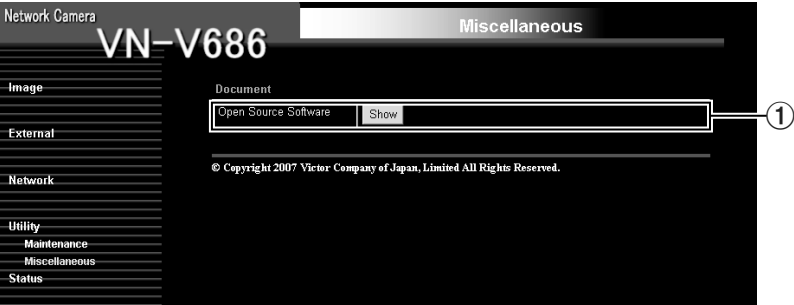 Network Camera
VN-V686
Miscellaneous
Image
External
Network
Utility
Maintenance
Miscellaneous
Status
Document
Open Source Software Show
①
© Copyright 2007 Victor Company of Japan, Limited All Rights Reserved.